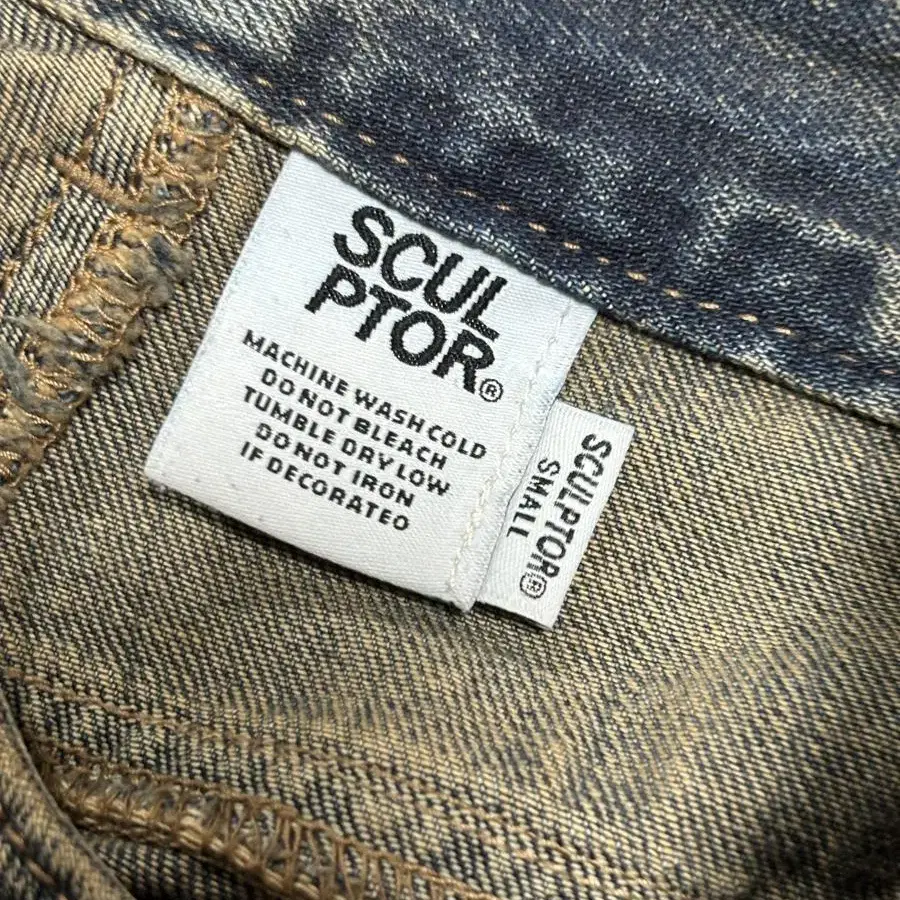 SCUL
PTOR®
MACHINE WASH COLD
DO NOT BLEACH
TUMBLE DRY LOW
DO NOT IRON
IF DECORATED
SCULPTOR®
SMALL